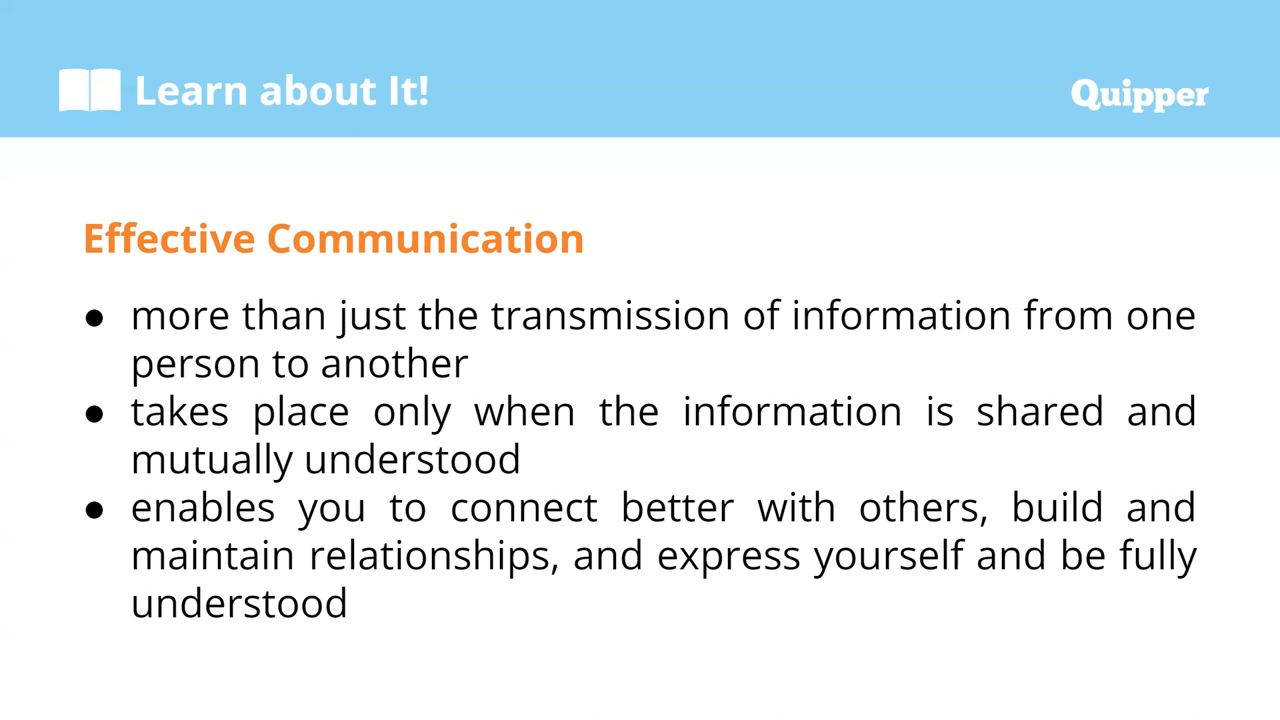 Learn about It!
Quipper
Effective Communication
● more than just the transmission of information from one
person to another
● takes place only when the information is shared and
mutually understood
● enables you to connect better with others, build and
maintain relationships, and express yourself and be fully
understood